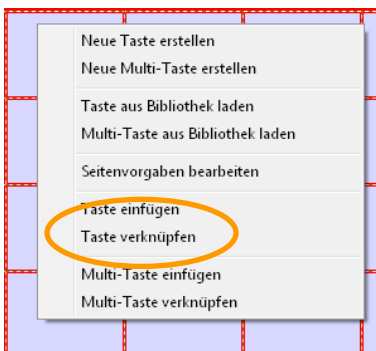 Neue Taste erstellen
Neue Multi-Taste erstellen
Taste aus Bibliothek laden
Multi-Taste aus Bibliothek laden
Seitenvorgaben bearbeiten
Taste einfügen
Taste verknüpfen
Multi-Taste einfügen
Multi-Taste verknüpfen